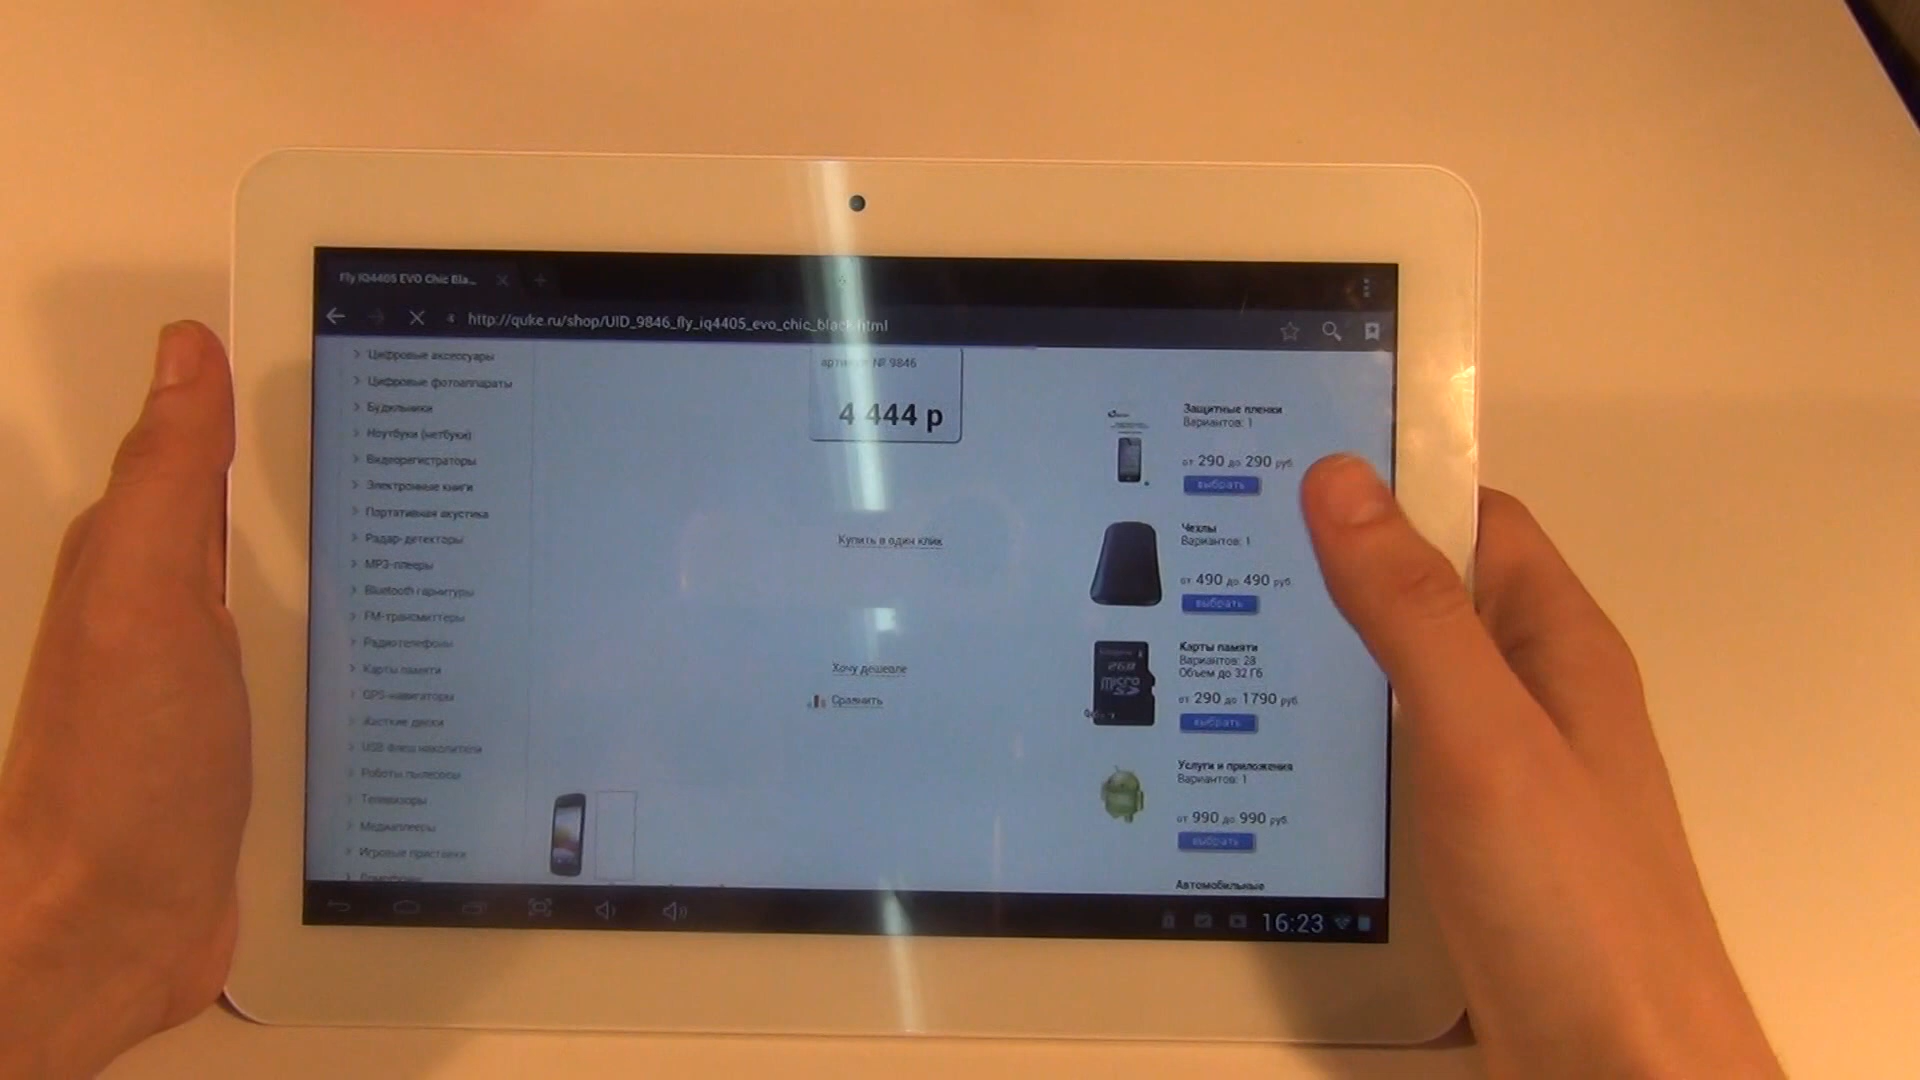 Fly IQ4405 EVO Chic Bla...
http://quke.ru/shop/UID_9846_fly_iq4405_evo_chic_black.html
Цифровые аксессуары
Цифровые фотоаппараты
Будильники
Ноутбуки (нетбуки)
Видеорегистраторы
Электронные книги
Портативная акустика
Радар-детекторы
MP3-плееры
Bluetooth гарнитуры
FM-трансмиттеры
Радиотелефоны
Карты памяти
GPS-навигаторы
Жесткие диски
USB флеш накопители
Роботы пылесосы
Телевизоры
Медиаплееры
Игровые приставки
артикул № 9846
4 444 р
Купить в один клик
Хочу дешевле
Сравнить
Защитные пленки
Вариантов: 1
от 290 до 290 руб.
выбрать
Чехлы
Вариантов: 1
от 490 до 490 руб.
выбрать
2GB
micro
SD
Карты памяти
Вариантов: 28
Объем до 32 Гб
от 290 до 1790 руб.
выбрать
Услуги и приложения
Вариантов: 1
от 990 до 990 руб.
выбрать
Автомобильные
16:23